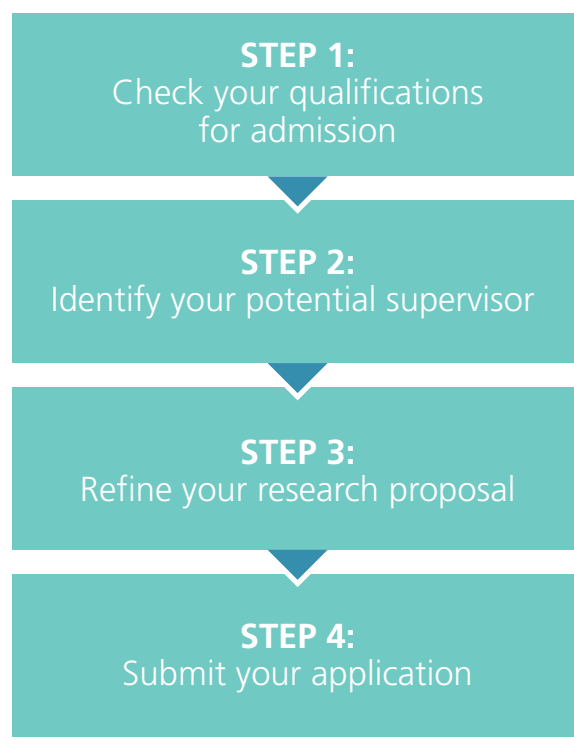 STEP 1:
Check your qualifications
for admission
STEP 2:
Identify your potential supervisor
STEP 3:
Refine your research proposal
STEP 4:
Submit your application